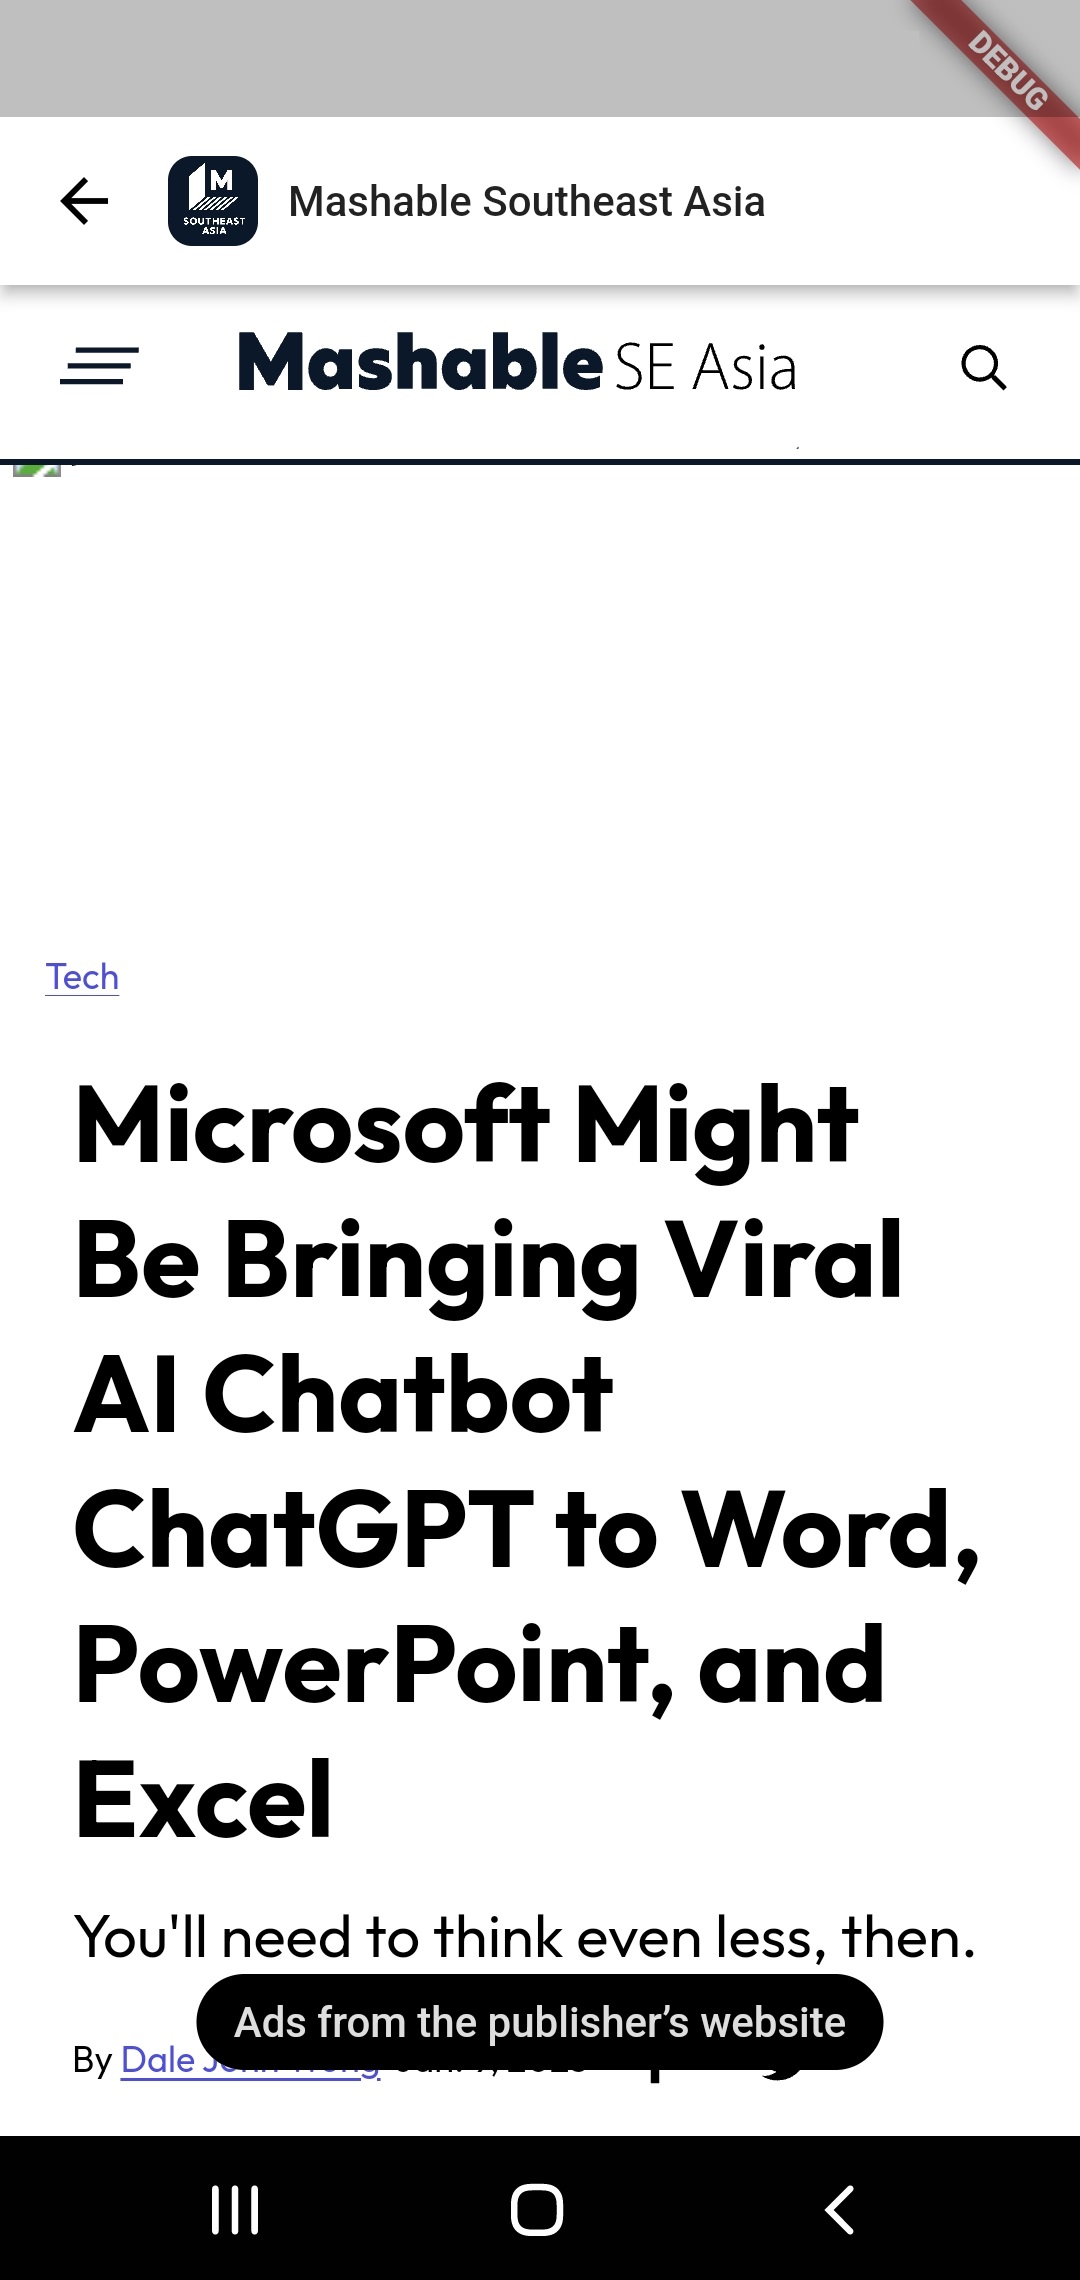 DEBUG
M
SOUTHEAST
ASIA
Mashable Southeast Asia
Mashable SE Asia
Tech
Microsoft Might
Be Bringing Viral
AI Chatbot
ChatGPT to Word,
PowerPoint, and
Excel
You'll need to think even less, then.
Ads from the publisher’s website
By Dale